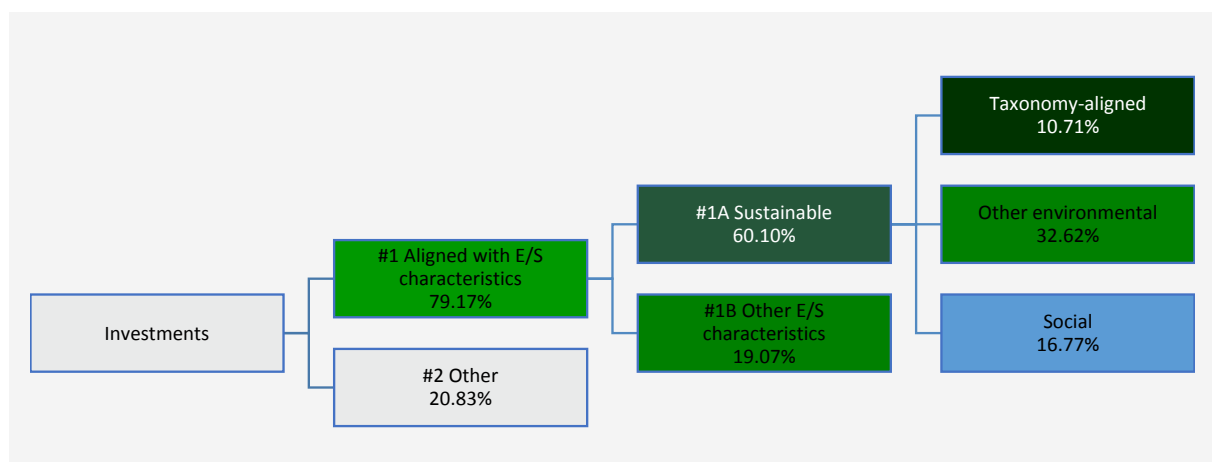 Investments
#1 Aligned with E/S
characteristics
79.17%
#2 Other
20.83%
#1A Sustainable
60.10%
#1B Other E/S
characteristics
19.07%
Taxonomy-aligned
10.71%
Other environmental
32.62%
Social
16.77%